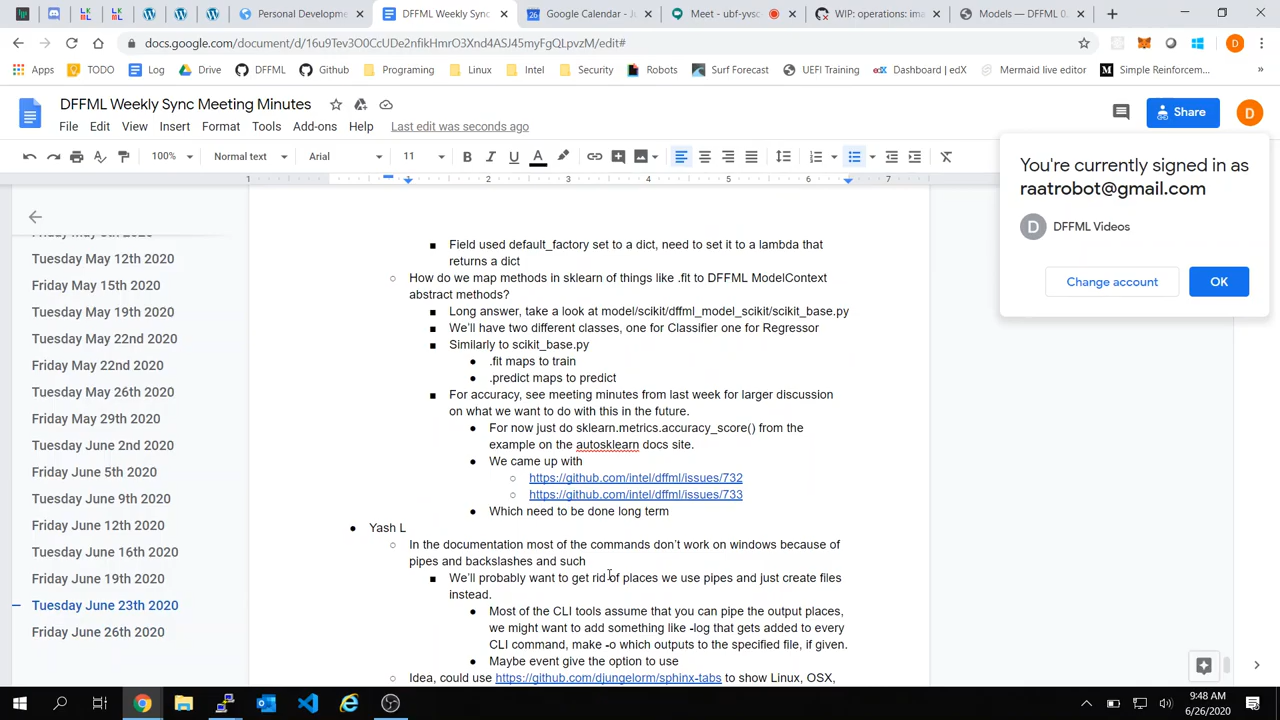 Personal Developme
DFFML Weekly Sync
Google Calendar - Ju
Meet - ubf-yvsc
WIP: operations: ima
Models — DFFML 0.
docs.google.com/document/d/16u9Tev3O0CcUDe2nfikHmrO3Xnd4ASJ45myFgQLpvzM/edit#
Apps TODO Log Drive DFFML Github Programing Linux Intel Security Robots Surf Forecast UEFI Training Dashboard | edX Mermaid live editor Simple Reinforcem...
DFFML Weekly Sync Meeting Minutes
File Edit View Insert Format Tools Add-ons Help Last edit was seconds ago
Share
100% Normal text Arial 11
1 1 2 3 4 5 6 7
You're currently signed in as
raatrobot@gmail.com
DFFML Videos
Change account OK
Tuesday May 12th 2020
Friday May 15th 2020
Tuesday May 19th 2020
Tuesday May 22nd 2020
Friday May 22nd 2020
Tuesday May 26th 2020
Friday May 29th 2020
Tuesday June 2nd 2020
Friday June 5th 2020
Tuesday June 9th 2020
Friday June 12th 2020
Tuesday June 16th 2020
Friday June 19th 2020
Tuesday June 23th 2020
Friday June 26th 2020
Field used default_factory set to a dict, need to set it to a lambda that
returns a dict
How do we map methods in sklearn of things like .fit to DFFML ModelContext
abstract methods?
Long answer, take a look at model/scikit/dffml_model_scikit/scikit_base.py
We'll have two different classes, one for Classifier one for Regressor
Similarly to scikit_base.py
.fit maps to train
.predict maps to predict
For accuracy, see meeting minutes from last week for larger discussion
on what we want to do with this in the future.
For now just do sklearn.metrics.accuracy_score() from the
example on the autosklearn docs site.
We came up with
https://github.com/intel/dffml/issues/732
https://github.com/intel/dffml/issues/733
Which need to be done long term
Yash L
In the documentation most of the commands don't work on windows because of
pipes and backslashes and such
We'll probably want to get rid of places we use pipes and just create files
instead.
Most of the CLI tools assume that you can pipe the output places,
we might want to add something like -log that gets added to every
CLI command, make -o which outputs to the specified file, if given.
Maybe event give the option to use
Idea, could use https://github.com/djungelorm/sphinx-tabs to show Linux, OSX,
9:48 AM
6/26/2020